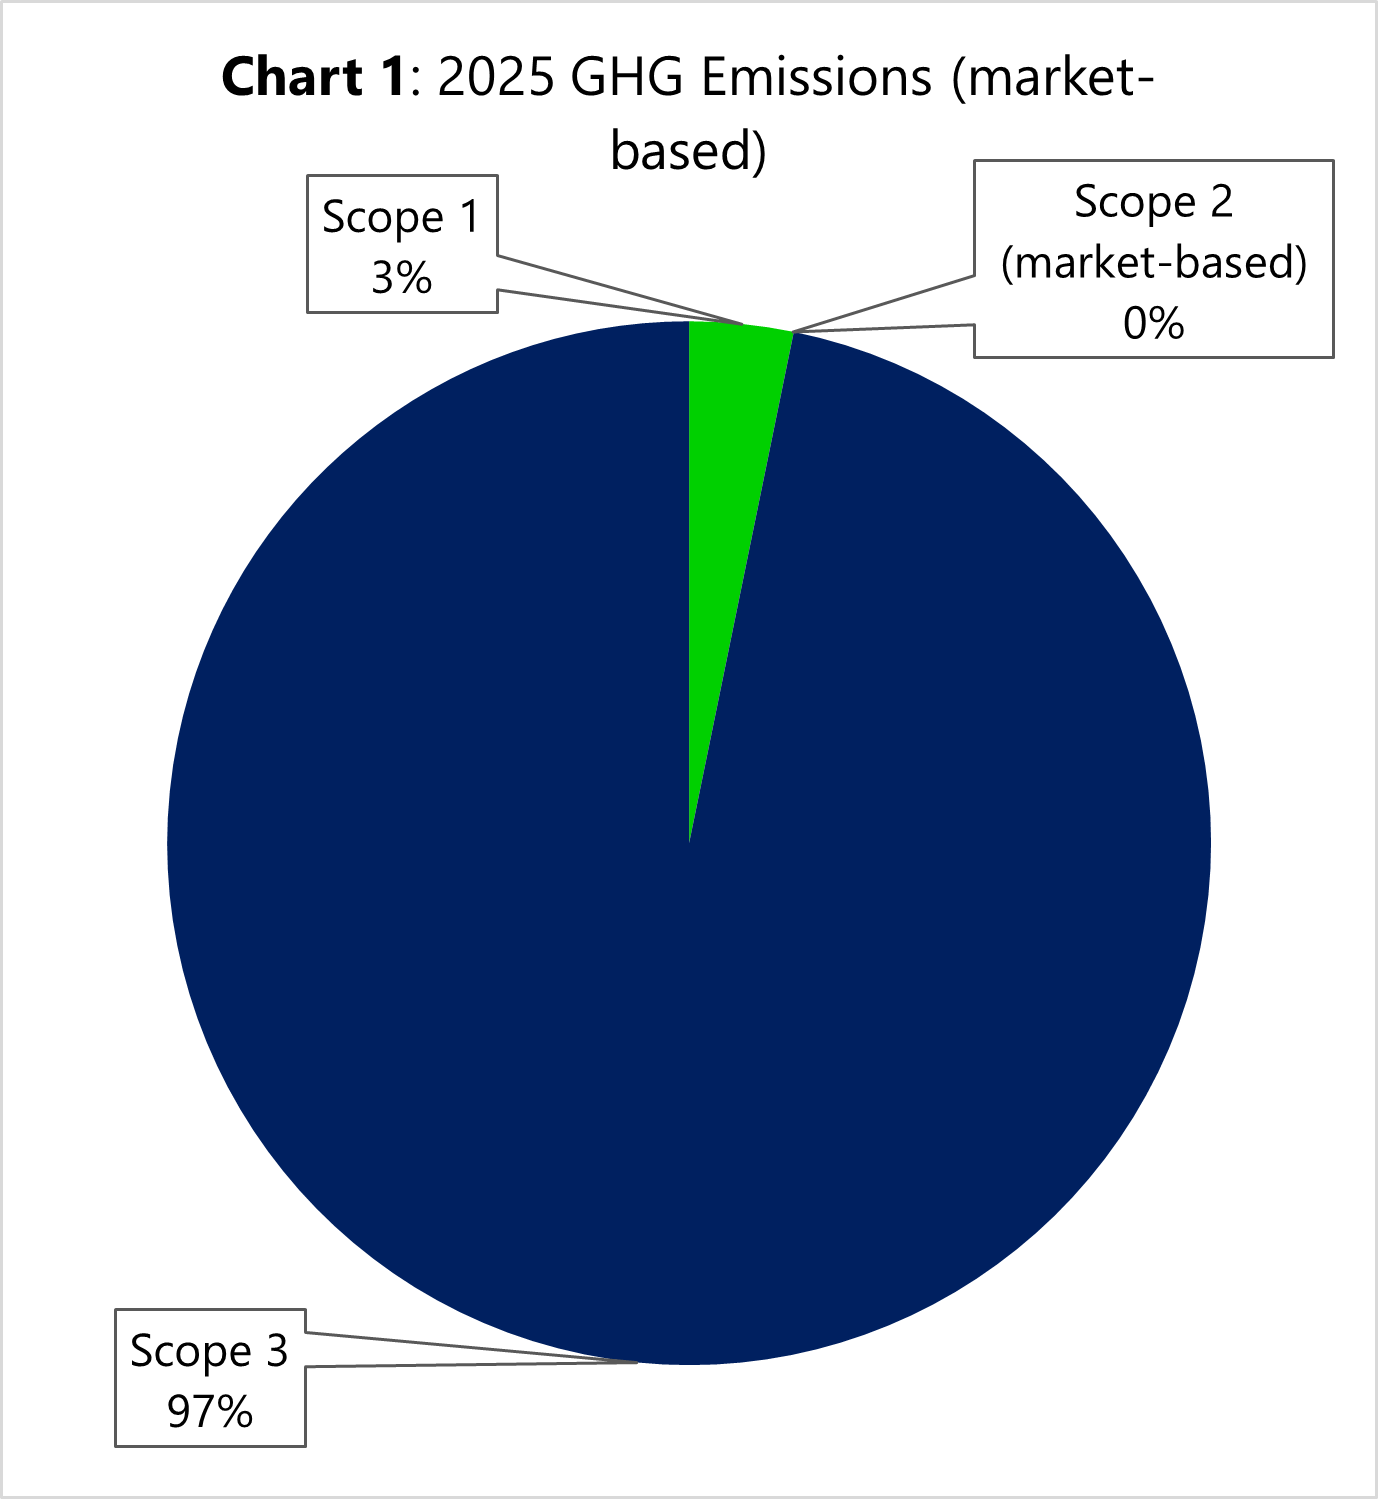 Chart 1: 2025 GHG Emissions (market-
based)
Scope 1
3%
Scope 2
(market-based)
0%
Scope 3
97%